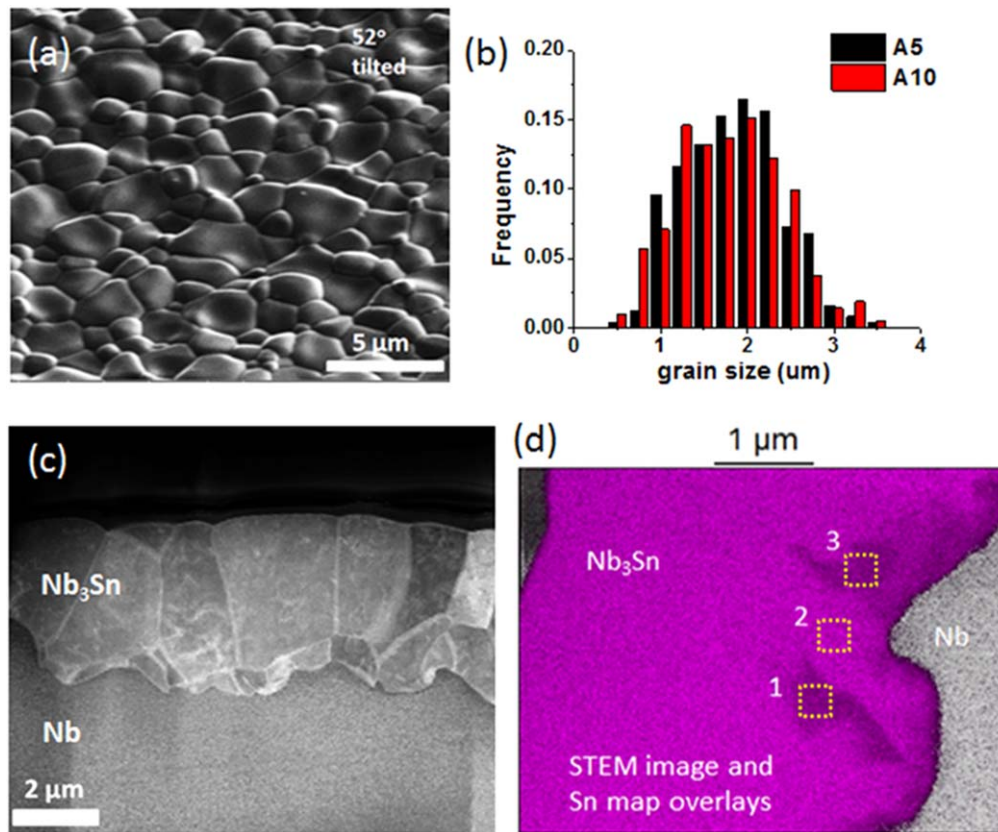 (a)
52°
tilted
5 µm
(b)
A5
A10
0.20
0.15
0.10
0.05
0.00
Frequency
0
1
2
3
4
grain size (um)
(c)
Nb₃Sn
Nb
2 µm
(d)
1 µm
Nb₃Sn
3
2
1
Nb
STEM image and
Sn map overlays